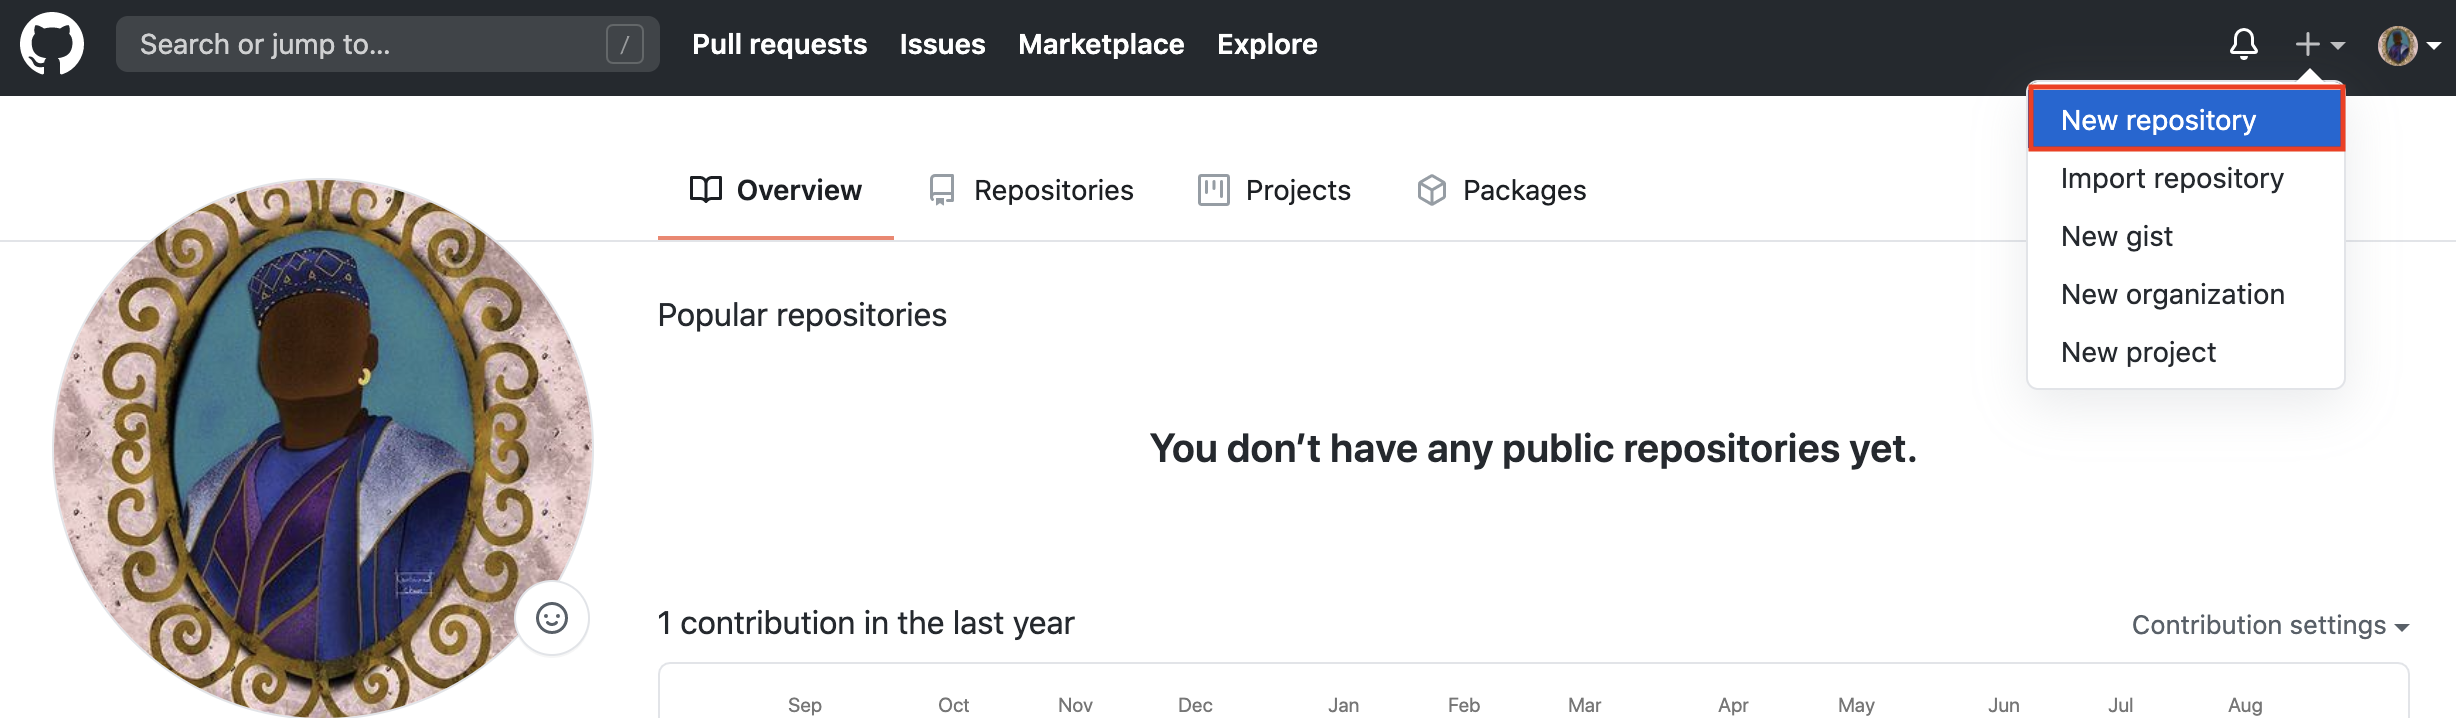 Search or jump to... / Pull requests Issues Marketplace Explore
New repository
Import repository
New gist
New organization
New project
Overview Repositories Projects Packages
Popular repositories
You don’t have any public repositories yet.
1 contribution in the last year
Contribution settings
Sep Oct Nov Dec Jan Feb Mar Apr May Jun Jul Aug